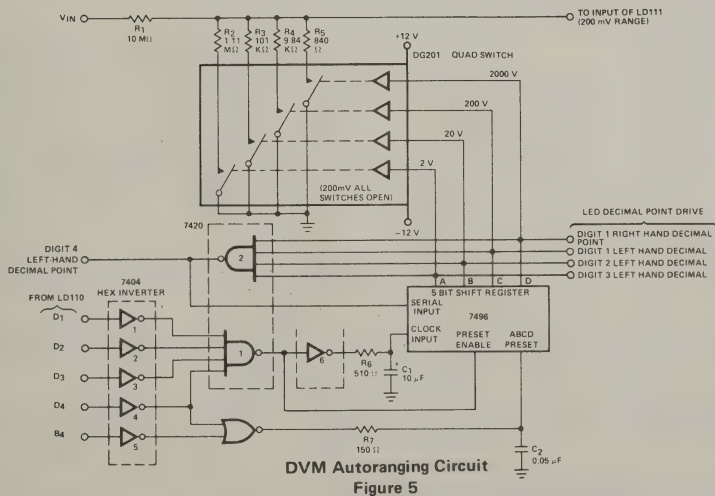 VIN
R1
10 MΩ
R2
1.11
MΩ
R3
101
KΩ
R4
9.84
KΩ
R5
840
Ω
TO INPUT OF LD111
(200 mV RANGE)
+12 V
DG201 QUAD SWITCH
2000 V
200 V
20 V
2 V
(200mV ALL
SWITCHES OPEN)
−12 V
LED DECIMAL POINT DRIVE
DIGIT 1 RIGHT HAND DECIMAL
POINT
DIGIT 1 LEFT HAND DECIMAL
DIGIT 2 LEFT HAND DECIMAL
DIGIT 3 LEFT HAND DECIMAL
7420
2
DIGIT 4
LEFT-HAND
DECIMAL POINT
7404
HEX INVERTER
FROM LD110
D1
1
D2
2
D3
3
D4
4
B4
5
1
6
R6
510 Ω
C1
10 μF
+
A B C D
5 BIT SHIFT REGISTER
SERIAL
INPUT
7496
CLOCK
INPUT
PRESET
ENABLE
ABCD
PRESET
R7
150 Ω
C2
0.05 μF
DVM Autoranging Circuit
Figure 5